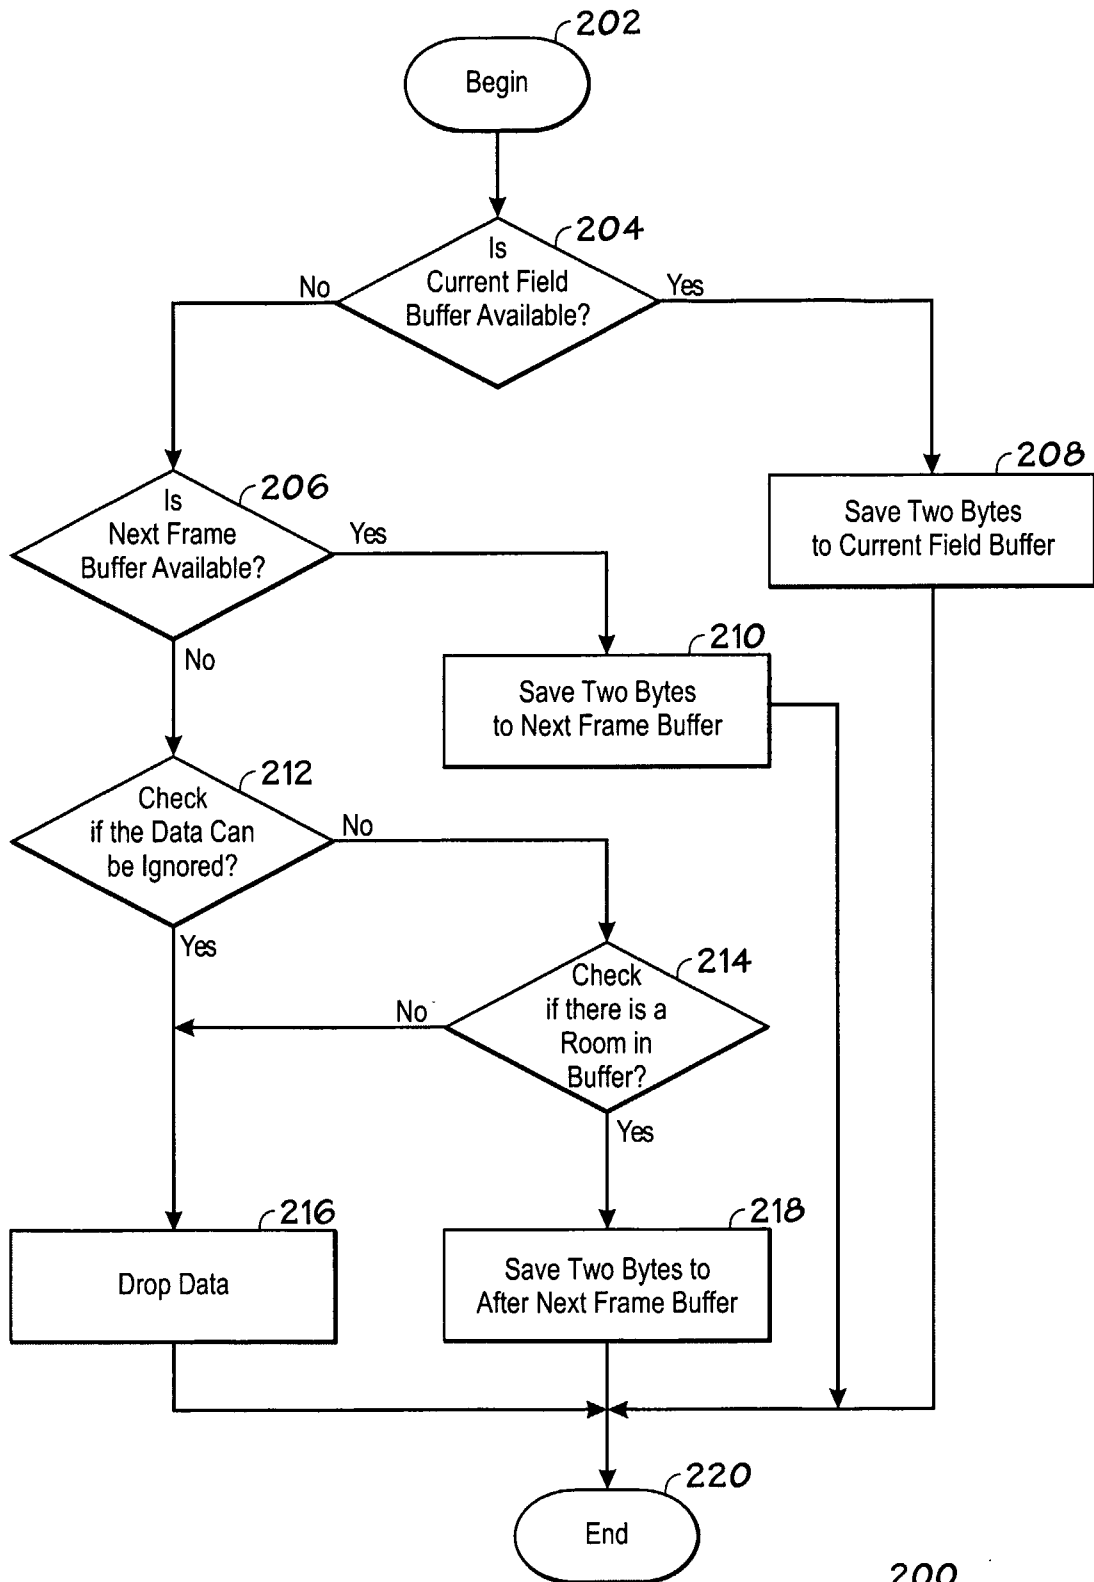 202
Begin
204
Is
Current Field
Buffer Available?
No
Yes
206
Is
Next Frame
Buffer Available?
Yes
No
208
Save Two Bytes
to Current Field Buffer
210
Save Two Bytes
to Next Frame Buffer
212
Check
if the Data Can
be Ignored?
No
Yes
214
Check
if there is a
Room in
Buffer?
No
Yes
216
Drop Data
218
Save Two Bytes to
After Next Frame Buffer
220
End
200